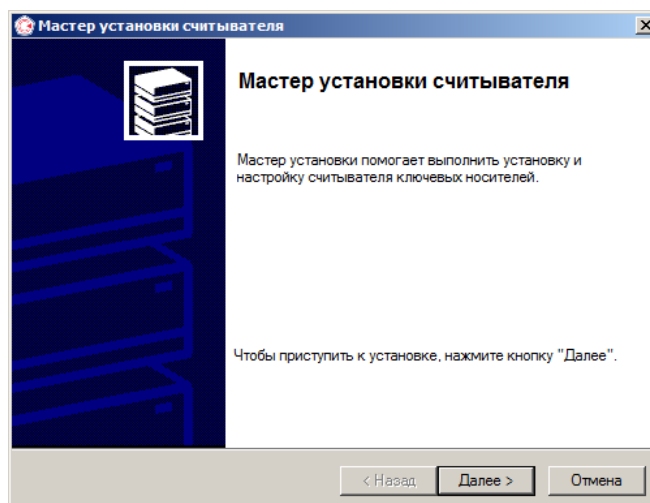 Мастер установки считывателя
Мастер установки считывателя
Мастер установки помогает выполнить установку и
настройку считывателя ключевых носителей.
Чтобы приступить к установке, нажмите кнопку "Далее".
< Назад
Далее >
Отмена